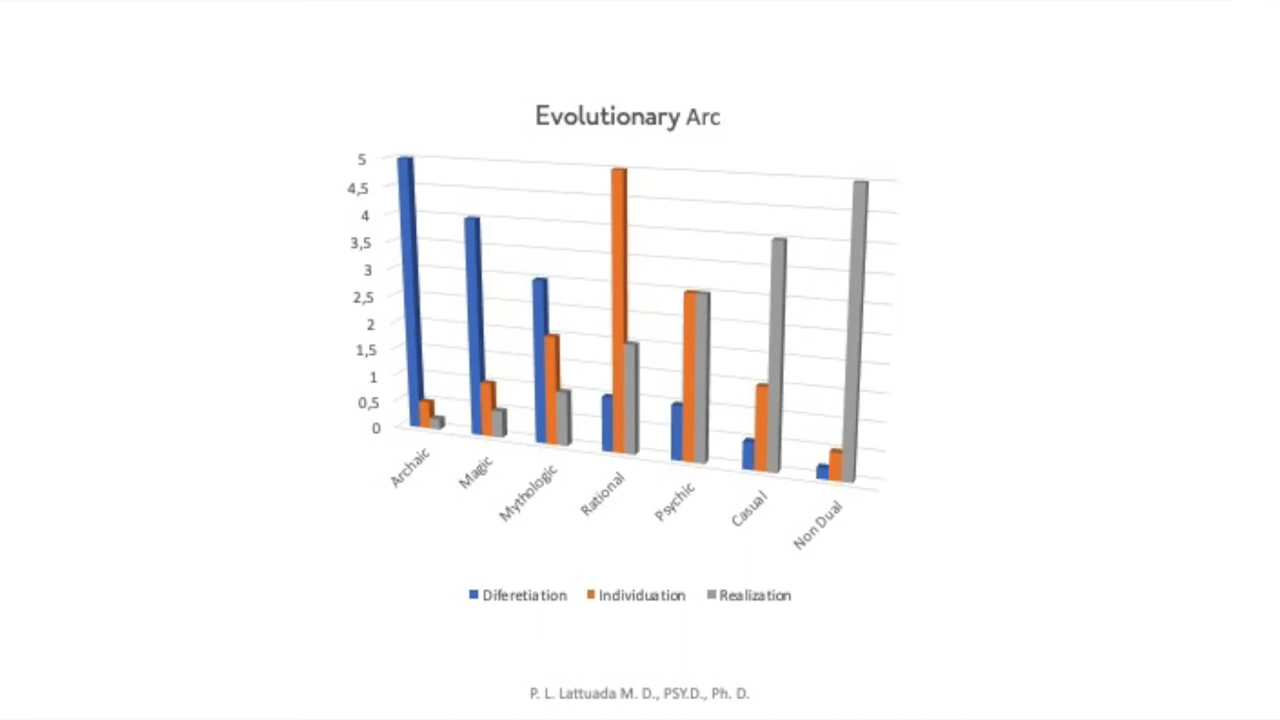 Evolutionary Arc
5
4,5
4
3,5
3
2,5
2
1,5
1
0,5
0
Archaic
Magic
Mythologic
Rational
Psychic
Casual
Non Dual
Diferetiation Individuation Realization
P. L. Lattuada M. D., PSY.D., Ph. D.